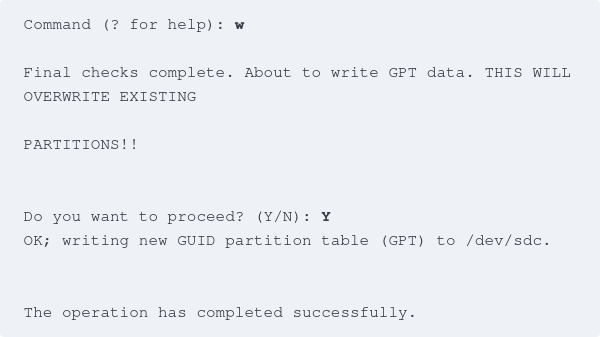 Command (? for help): w
Final checks complete. About to write GPT data. THIS WILL
OVERWRITE EXISTING
PARTITIONS!!
Do you want to proceed? (Y/N): Y
OK; writing new GUID partition table (GPT) to /dev/sdc.
The operation has completed successfully.